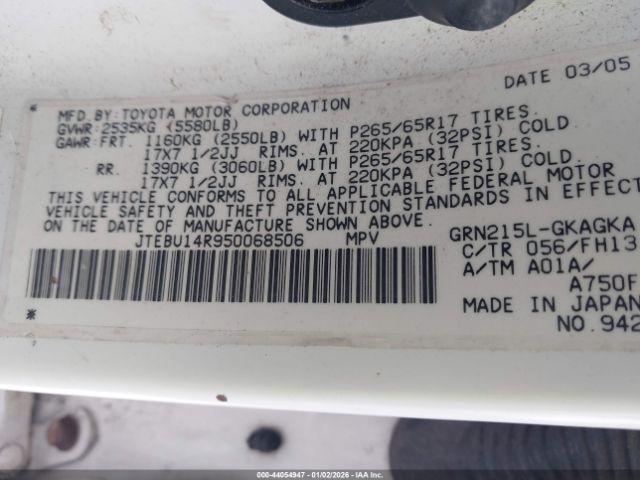 DATE 03/05
MFD.BY:TOYOTA MOTOR CORPORATION
GVWR:2535KG (5580LB)
GAWR:FRT. 1160KG (2550LB) WITH P265/65R17 TIRES.
17X7 1/2JJ RIMS. AT 220KPA (32PSI) COLD
RR. 1390KG (3060LB) WITH P265/65R17 TIRES.
17X7 1/2JJ RIMS. AT 220KPA (32PSI) COLD.
THIS VEHICLE CONFORMS TO ALL APPLICABLE FEDERAL MOTOR
VEHICLE SAFETY AND THEFT PREVENTION STANDARDS IN EFFECT
ON THE DATE OF MANUFACTURE SHOWN ABOVE.
JTEBU14R950068506 MPV
GRN215L-GKAGKA
C/TR 056/FH13
A/TM A01A/
A750F
MADE IN JAPAN
NO.942
000-44054947 - 01/02/2026 - IAAI.COM